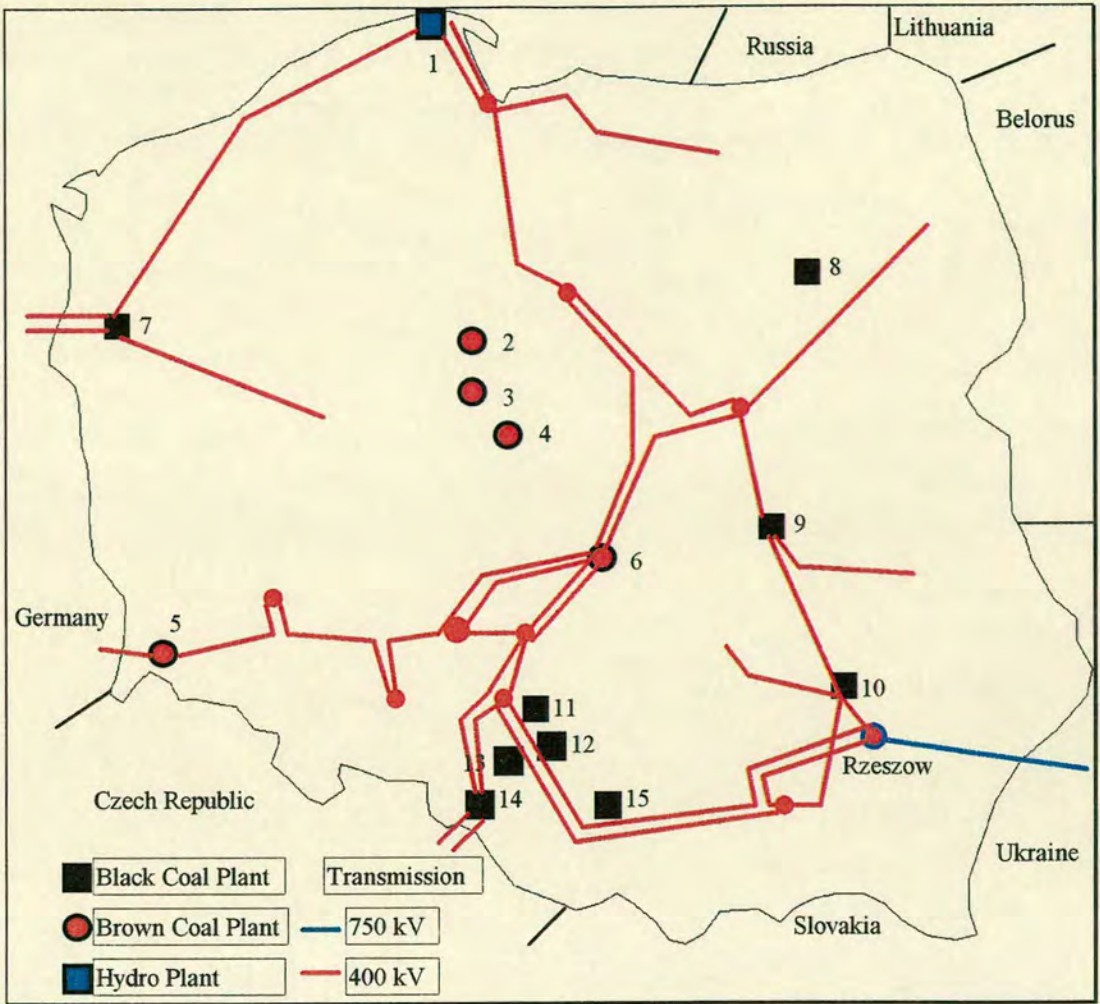 Lithuania
Russia
1
Belorus
8
7
2
3
4
9
6
Germany
5
10
11
12
Rzeszow
13
Czech Republic
14
15
Ukraine
Black Coal Plant
Transmission
Brown Coal Plant
750 kV
Slovakia
Hydro Plant
400 kV